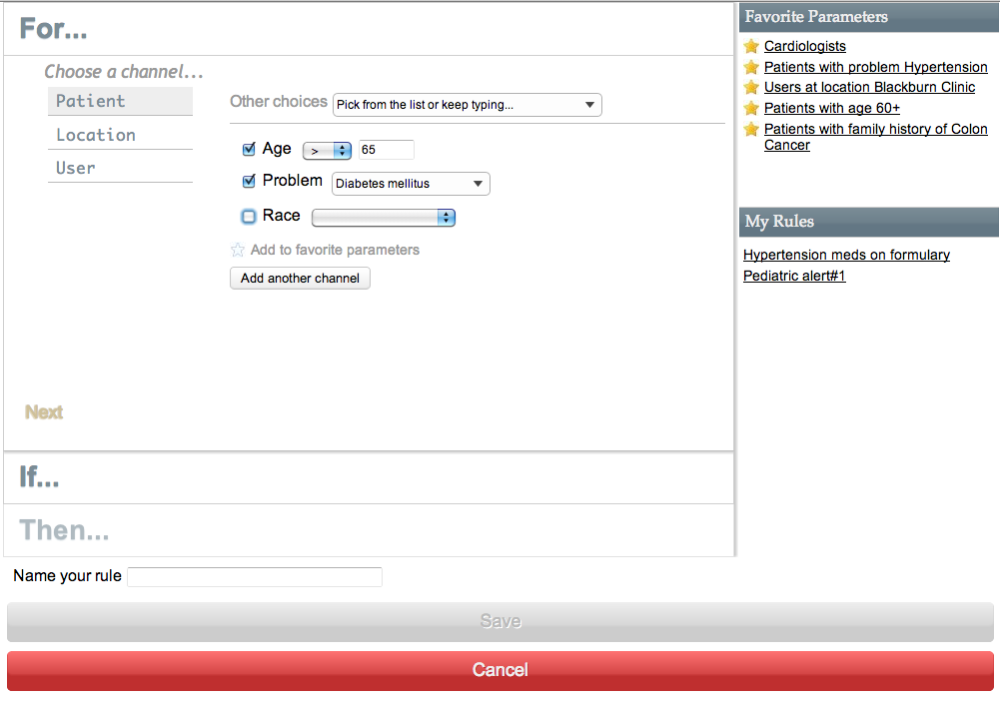 For...
Choose a channel...
Patient
Location
User
Other choices Pick from the list or keep typing...
Age > 65
Problem Diabetes mellitus
Race
Add to favorite parameters
Add another channel
Next
If...
Then...
Name your rule
Save
Cancel
Favorite Parameters
Cardiologists
Patients with problem Hypertension
Users at location Blackburn Clinic
Patients with age 60+
Patients with family history of Colon
Cancer
My Rules
Hypertension meds on formulary
Pediatric alert#1